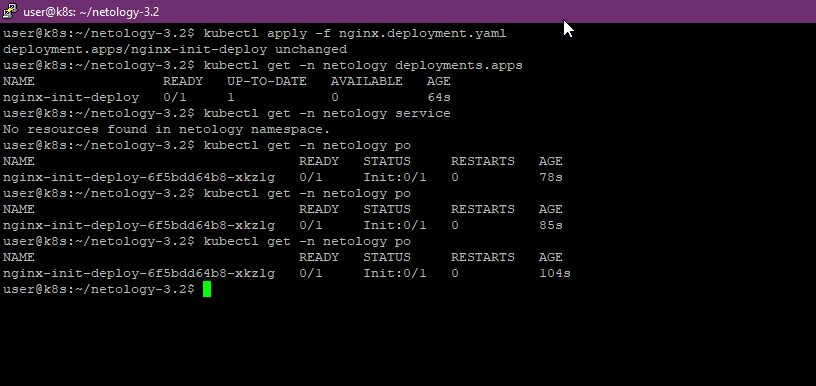 user@k8s: ~/netology-3.2
user@k8s:~/netology-3.2$ kubectl apply -f nginx.deployment.yaml
deployment.apps/nginx-init-deploy unchanged
user@k8s:~/netology-3.2$ kubectl get -n netology deployments.apps
NAME READY UP-TO-DATE AVAILABLE AGE
nginx-init-deploy 0/1 1 0 64s
user@k8s:~/netology-3.2$ kubectl get -n netology service
No resources found in netology namespace.
user@k8s:~/netology-3.2$ kubectl get -n netology po
NAME READY STATUS RESTARTS AGE
nginx-init-deploy-6f5bdd64b8-xkzlg 0/1 Init:0/1 0 78s
user@k8s:~/netology-3.2$ kubectl get -n netology po
NAME READY STATUS RESTARTS AGE
nginx-init-deploy-6f5bdd64b8-xkzlg 0/1 Init:0/1 0 85s
user@k8s:~/netology-3.2$ kubectl get -n netology po
NAME READY STATUS RESTARTS AGE
nginx-init-deploy-6f5bdd64b8-xkzlg 0/1 Init:0/1 0 104s
user@k8s:~/netology-3.2$